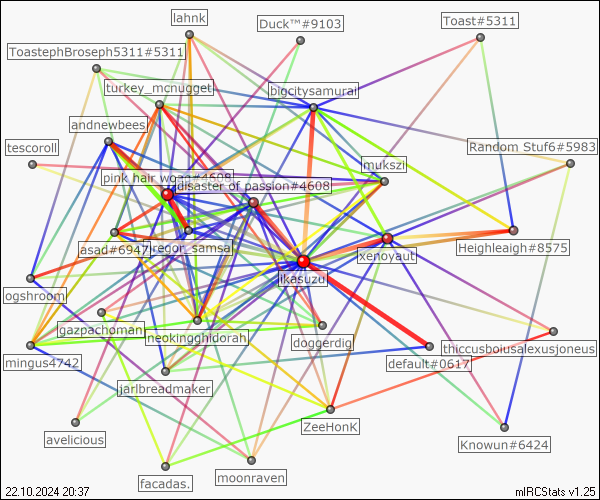 lahnk
Duck™#9103
Toast#5311
ToastephBroseph5311#5311
turkey_mcnugget
bigcitysamurai
andnewbees
tescoroll
Random Stuf6#5983
mukszi
pink hair woan#4608
disaster of passion#4608
asad#6947
gregor_samsa
xenoyaut
Heighleaigh#8575
ikasuzu
ogshroom
gazpachoman
neokingghidorah
doggerdig
thiccusboiusalexusjoneus
mingus4742
default#0617
jarlbreadmaker
ZeeHonK
avelicious
Knowun#6424
facadas.
moonraven
22.10.2024 20:37
mIRCStats v1.25